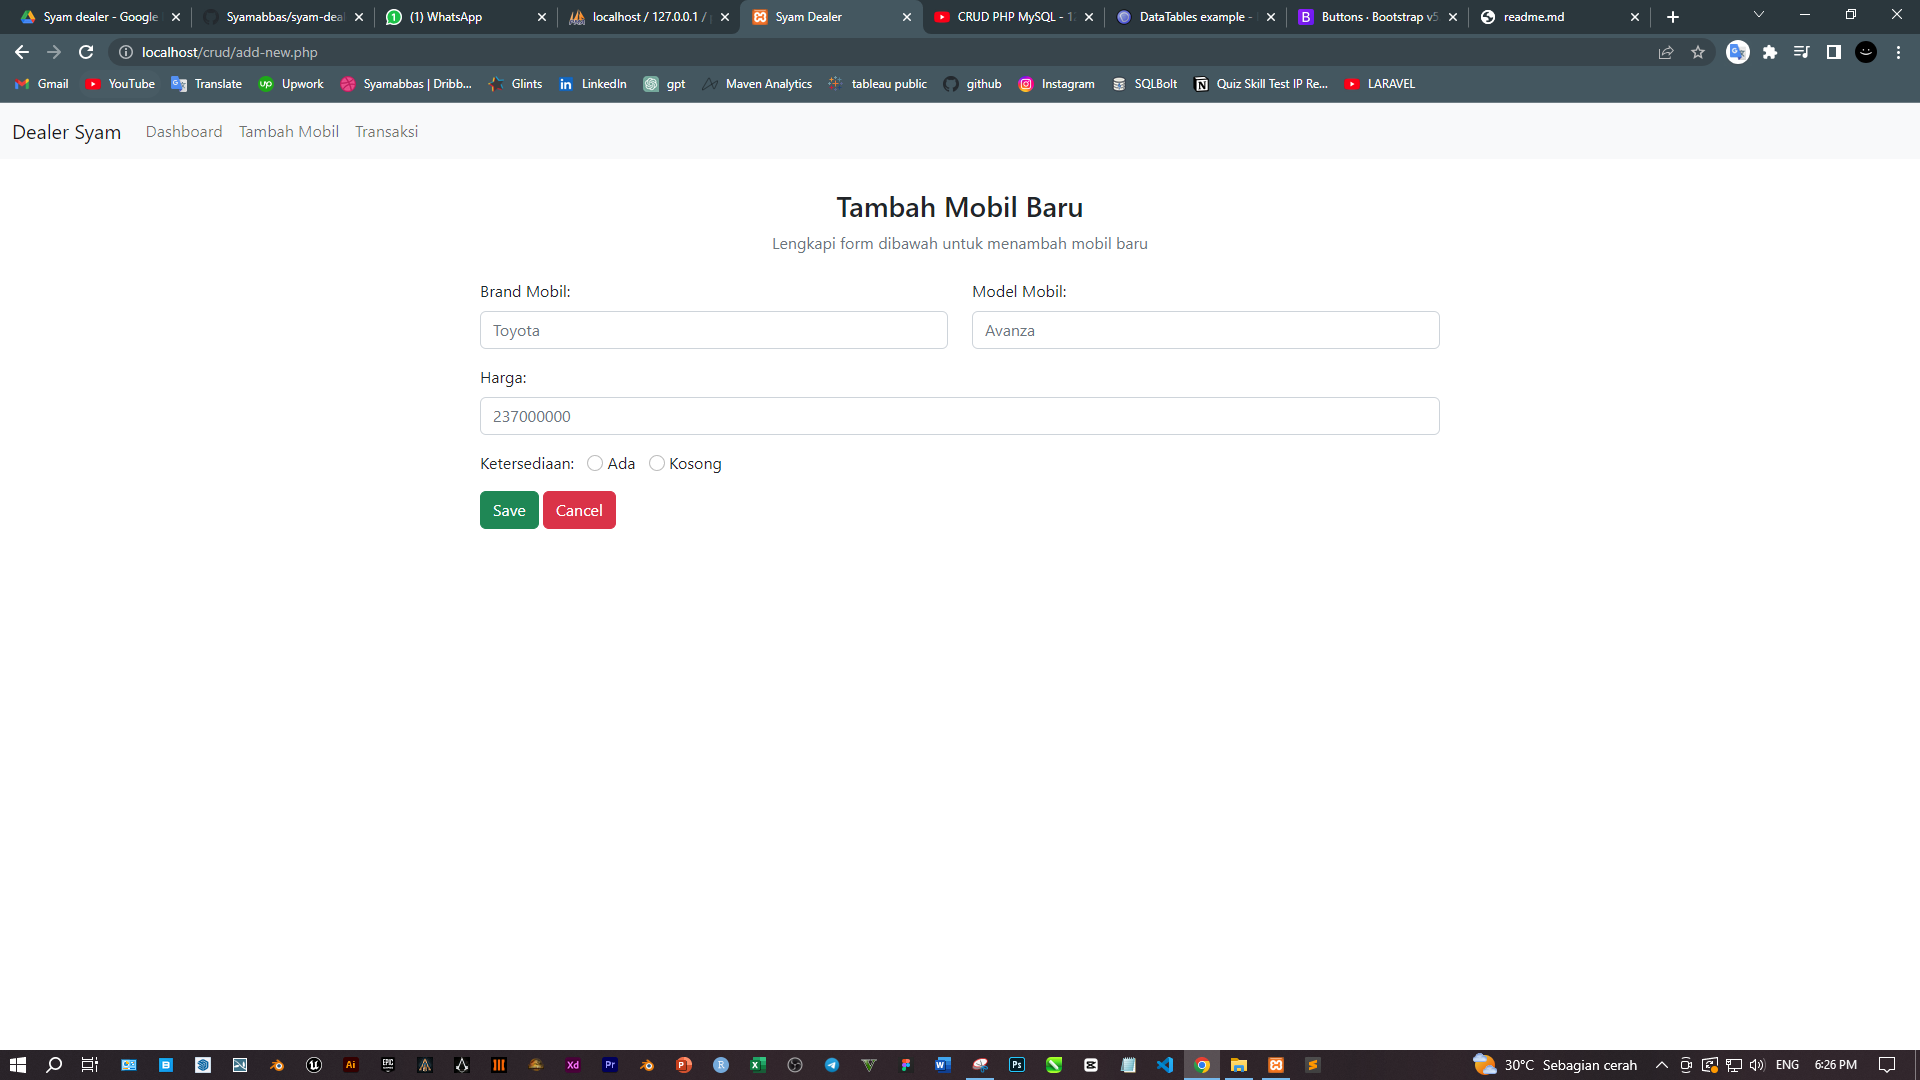 Syam dealer - Google
Syamabbas/syam-deal
(1) WhatsApp
localhost / 127.0.0.1 /
Syam Dealer
CRUD PHP MySQL - 12
DataTables example -
Buttons · Bootstrap v5
readme.md
localhost/crud/add-new.php
Gmail
YouTube
Translate
Upwork
Syamabbas | Dribb...
Glints
LinkedIn
gpt
Maven Analytics
tableau public
github
Instagram
SQLBolt
Quiz Skill Test IP Re...
LARAVEL
Dealer Syam
Dashboard
Tambah Mobil
Transaksi
Tambah Mobil Baru
Lengkapi form dibawah untuk menambah mobil baru
Brand Mobil:
Model Mobil:
Toyota
Avanza
Harga:
237000000
Ketersediaan:
Ada
Kosong
Save
Cancel
30°C Sebagian cerah
ENG
6:26 PM